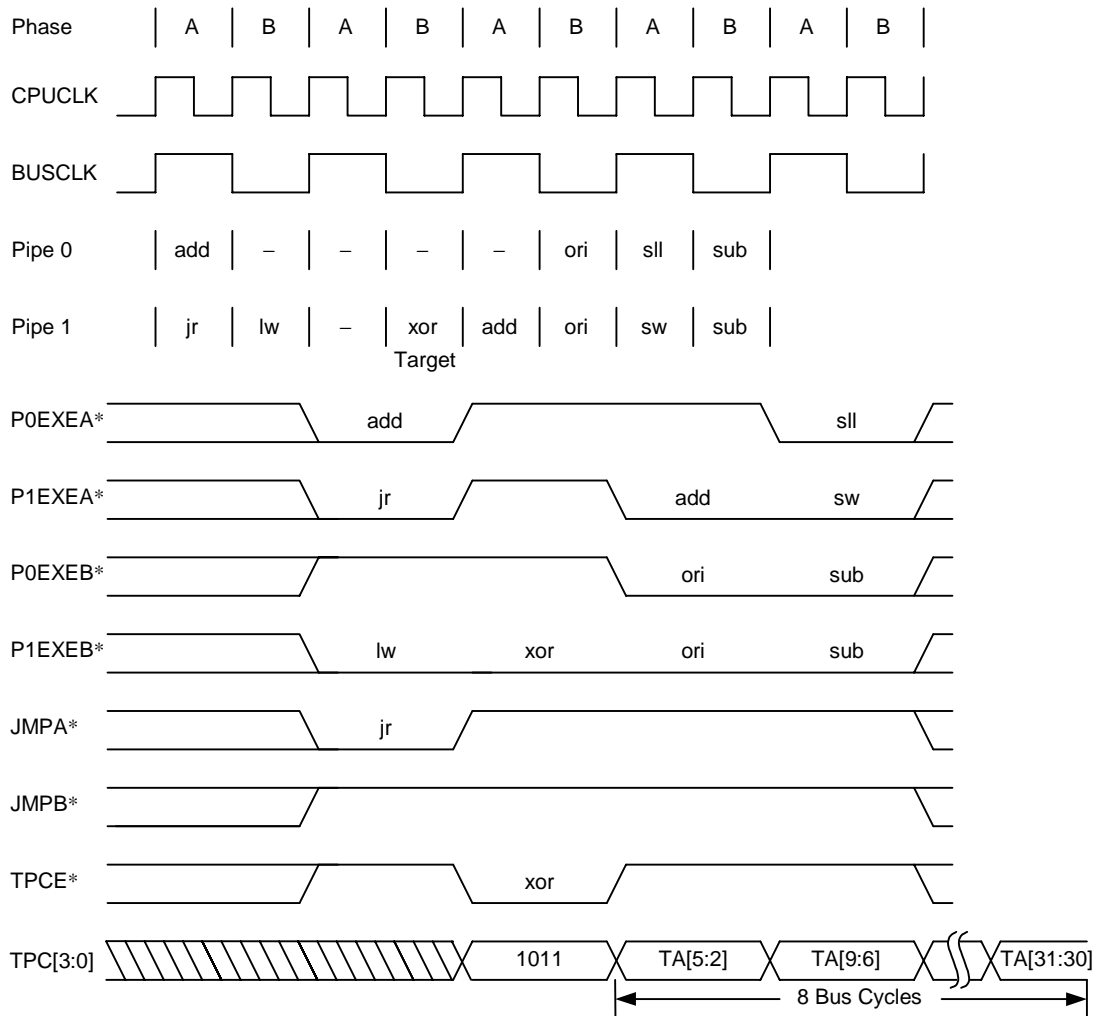 Phase A B A B A B A B A B
CPUCLK
BUSCLK
Pipe 0 add – – – – ori sll sub
Pipe 1 jr lw – xor add ori sw sub
Target
P0EXEA* add sll
P1EXEA* jr add sw
P0EXEB* ori sub
P1EXEB* lw xor ori sub
JMPA* jr
JMPB*
TPCE* xor
TPC[3:0] 1011 TA[5:2] TA[9:6] TA[31:30]
8 Bus Cycles